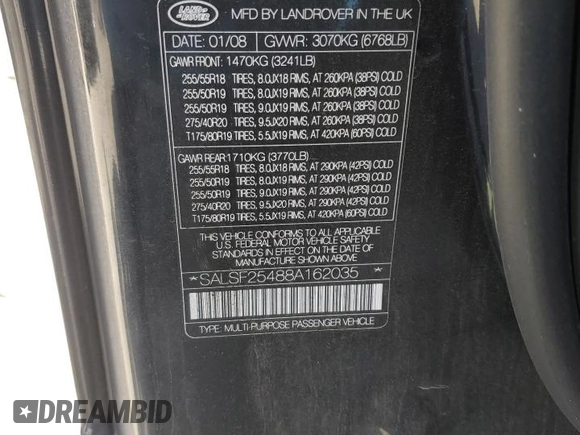 LAND ROVER
MFD BY LANDROVER IN THE UK
DATE: 01/08 GVWR: 3070KG (6768LB)
GAWR FRONT: 1470KG (3241LB)
255/55R18 TIRES, 8.0JX18 RIMS, AT 260KPA (38PSI) COLD
255/50R19 TIRES, 8.0JX19 RIMS, AT 260KPA (38PSI) COLD
255/50R19 TIRES, 9.0JX19 RIMS, AT 260KPA (38PSI) COLD
275/40R20 TIRES, 9.5JX20 RIMS, AT 260KPA (38PSI) COLD
T175/80R19 TIRES, 5.5JX19 RIMS, AT 420KPA (60PSI) COLD
GAWR REAR: 1710KG (3770LB)
255/55R18 TIRES, 8.0JX18 RIMS, AT 290KPA (42PSI) COLD
255/50R19 TIRES, 8.0JX19 RIMS, AT 290KPA (42PSI) COLD
255/50R19 TIRES, 9.0JX19 RIMS, AT 290KPA (42PSI) COLD
275/40R20 TIRES, 9.5JX20 RIMS, AT 290KPA (42PSI) COLD
T175/80R19 TIRES, 5.5JX19 RIMS, AT 420KPA (60PSI) COLD
THIS VEHICLE CONFORMS TO ALL APPLICABLE
U.S. FEDERAL MOTOR VEHICLE SAFETY
STANDARDS IN EFFECT ON THE DATE OF
MANUFACTURE SHOWN ABOVE
*SALSF25488A162035 *
TYPE: MULTI-PURPOSE PASSENGER VEHICLE
DREAMBID